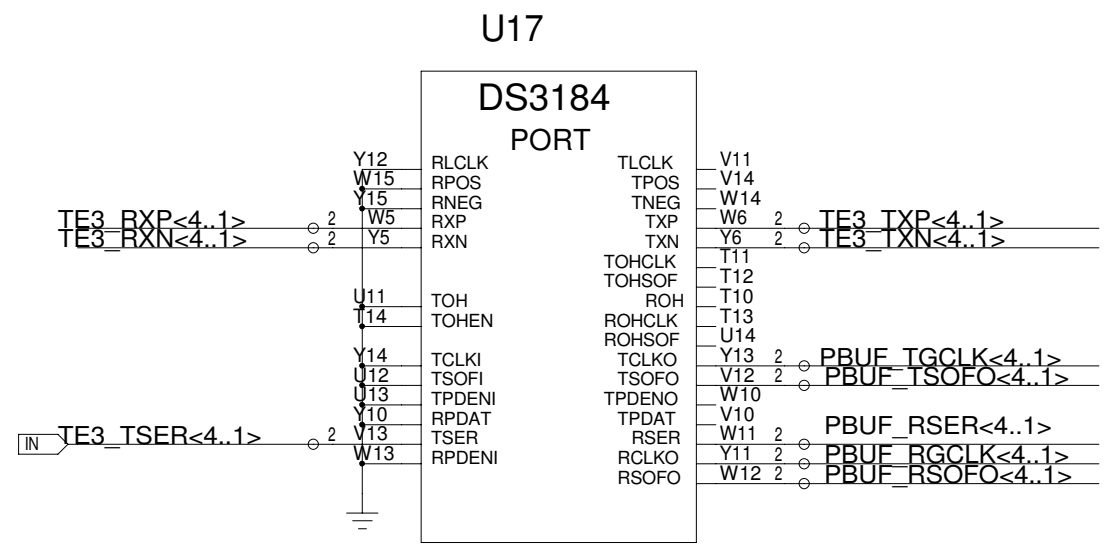 U17
DS3184
PORT
Y12 RLCLK TLCLK V11
W15 RPOS TPOS V14
Y15 RNEG TNEG W14
TE3_RXP<4..1> 2 W5 RXP TXP W6 2 TE3_TXP<4..1>
TE3_RXN<4..1> 2 Y5 RXN TXN Y6 2 TE3_TXN<4..1>
TOHCLK T11
TOHSOF T12
U11 TOH ROH T10
T14 TOHEN ROHCLK T13
ROHSOF U14
Y14 TCLKI TCLKO Y13 2 PBUF_TGCLK<4..1>
U12 TSOFI TSOFO V12 2 PBUF_TSOFO<4..1>
U13 TPDENI TPDENO W10
Y10 RPDAT TPDAT V10
IN TE3_TSER<4..1> 2 V13 TSER RSER W11 2 PBUF_RSER<4..1>
W13 RPDENI RCLKO Y11 2 PBUF_RGCLK<4..1>
RSOFO W12 2 PBUF_RSOFO<4..1>